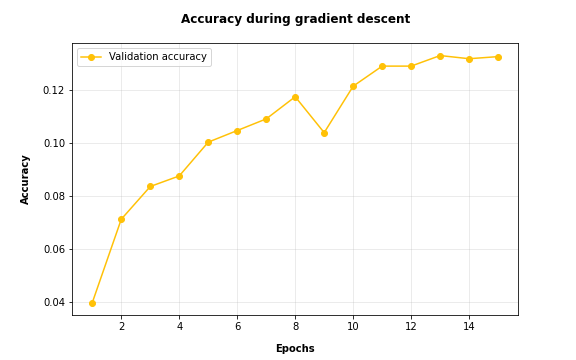 Accuracy during gradient descent
Validation accuracy
0.12
0.10
0.08
0.06
0.04
Accuracy
2 4 6 8 10 12 14
Epochs